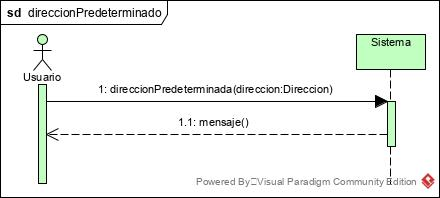 sd direccionPredeterminado
Sistema
Usuario
1: direccionPredeterminada(direccion:Direccion)
1.1: mensaje()
Powered By Visual Paradigm Community Edition